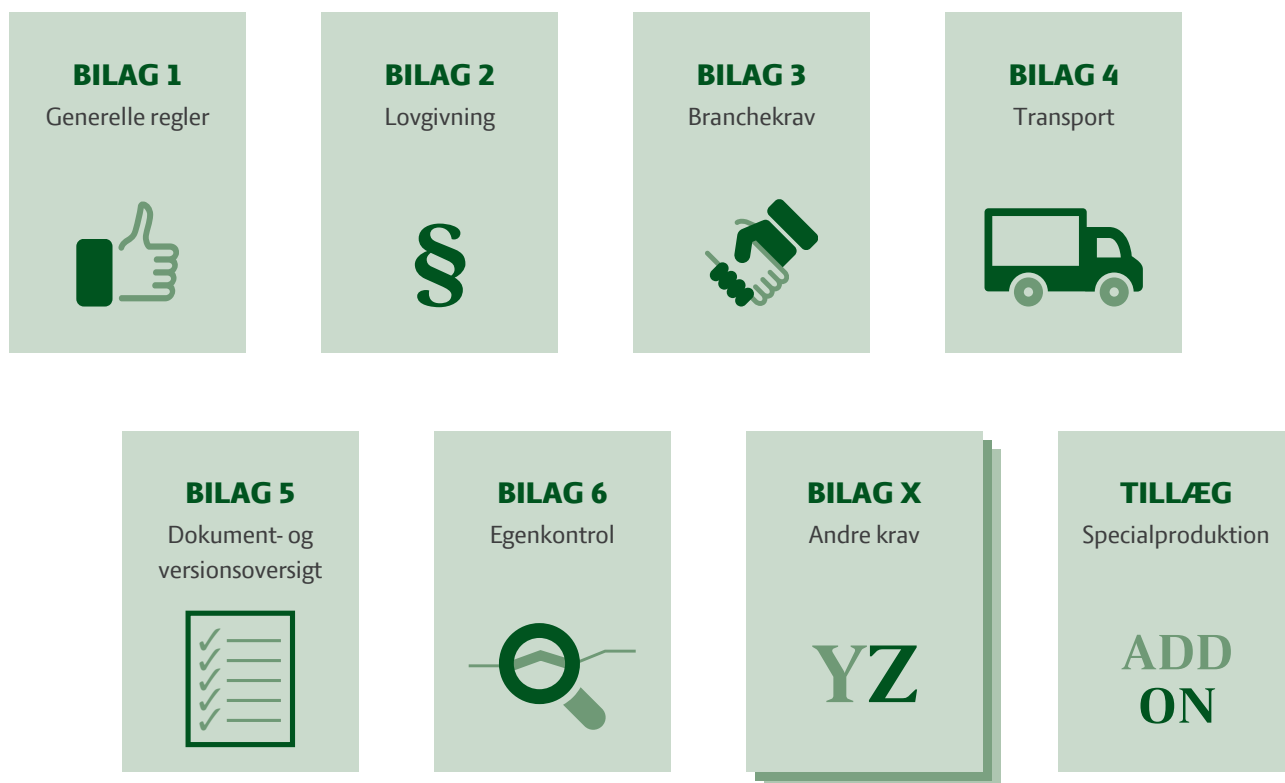 BILAG 1
Generelle regler
BILAG 2
Lovgivning
§
BILAG 3
Branchekrav
BILAG 4
Transport
BILAG 5
Dokument- og
versionsoversigt
BILAG 6
Egenkontrol
BILAG X
Andre krav
YZ
TILLÆG
Specialproduktion
ADD
ON